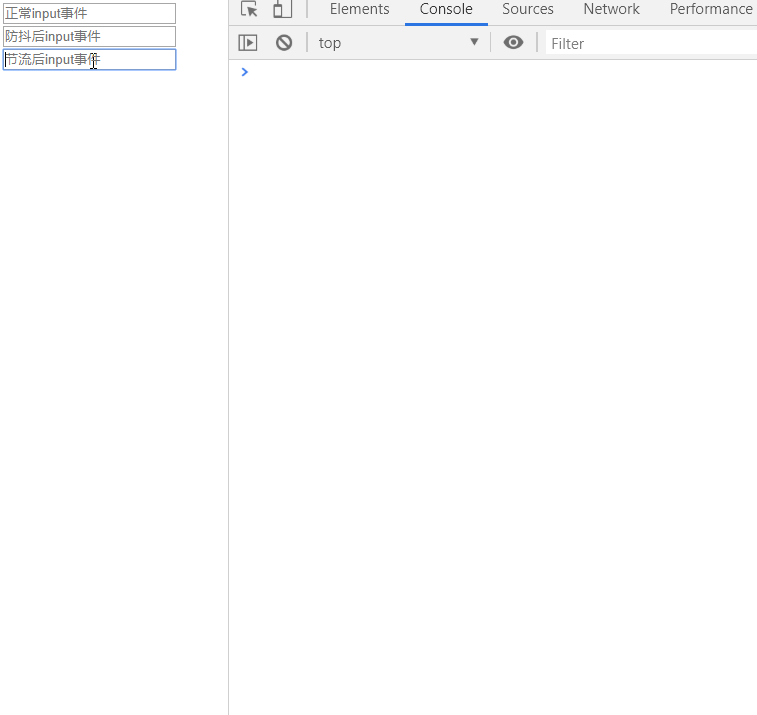 正常input事件
防抖后input事件
节流后input事件
Elements Console Sources Network Performance
top Filter